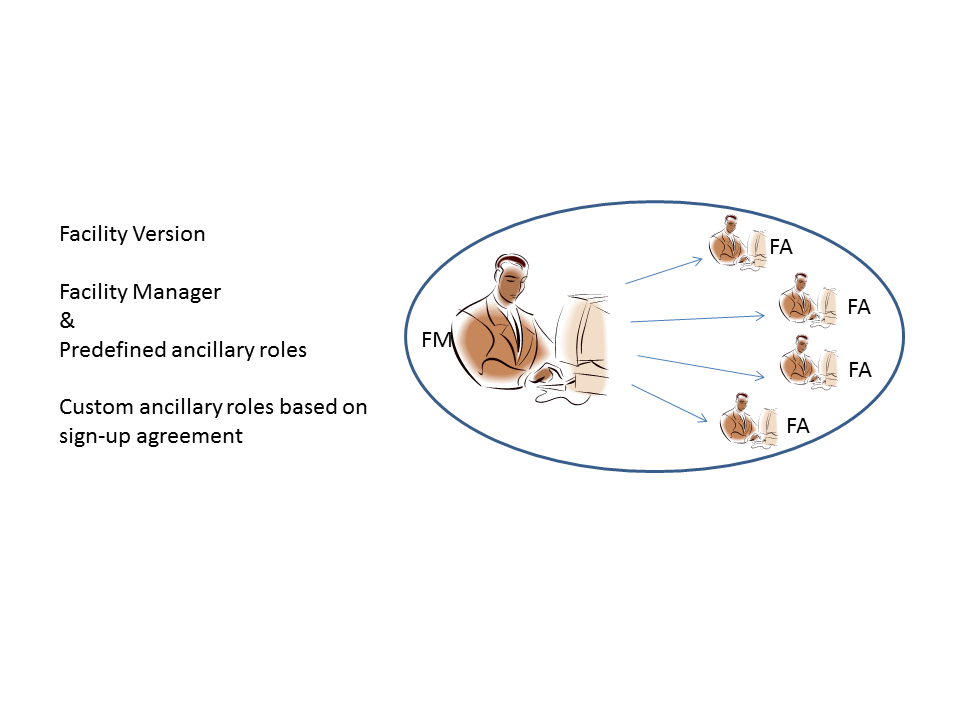 Facility Version
Facility Manager
&
Predefined ancillary roles
Custom ancillary roles based on
sign-up agreement
FM
FA
FA
FA
FA